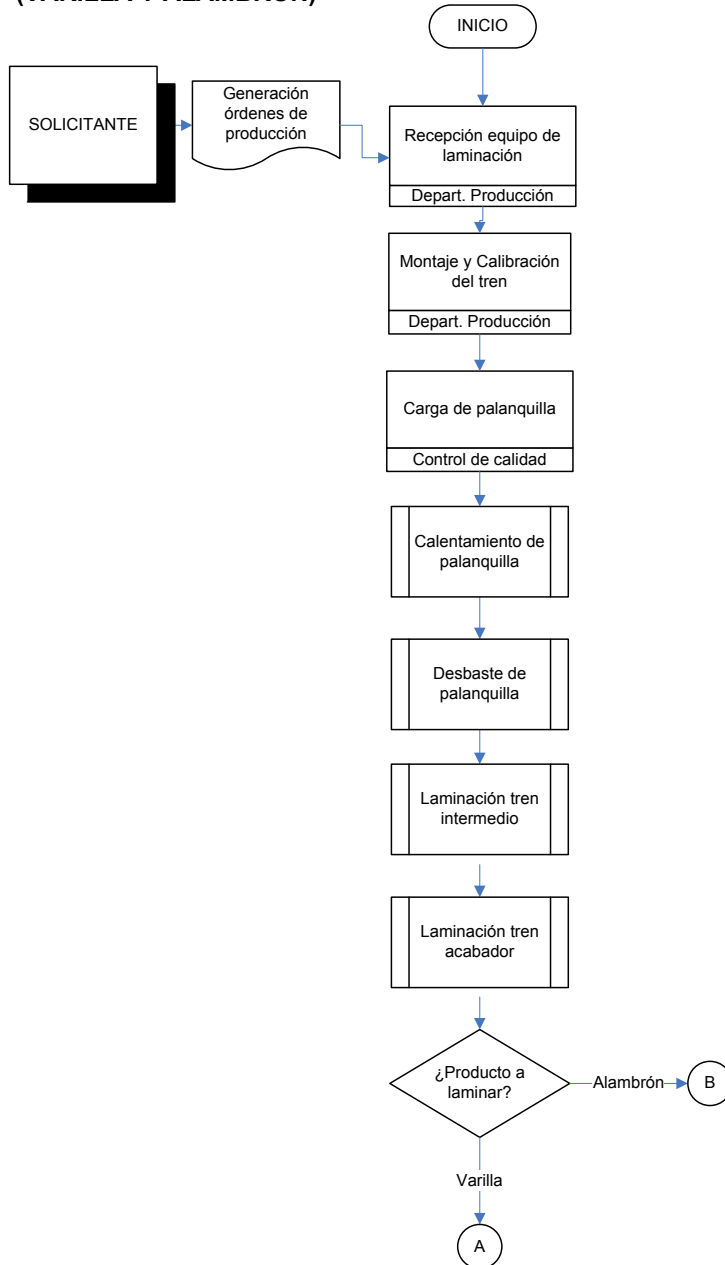 (VARILLA Y ALAMBRÓN)
INICIO
SOLICITANTE
Generación
órdenes de
producción
Recepción equipo de
laminación
Depart. Producción
Montaje y Calibración
del tren
Depart. Producción
Carga de palanquilla
Control de calidad
Calentamiento de
palanquilla
Desbaste de
palanquilla
Laminación tren
intermedio
Laminación tren
acabador
¿Producto a
laminar?
Alambrón
B
Varilla
A